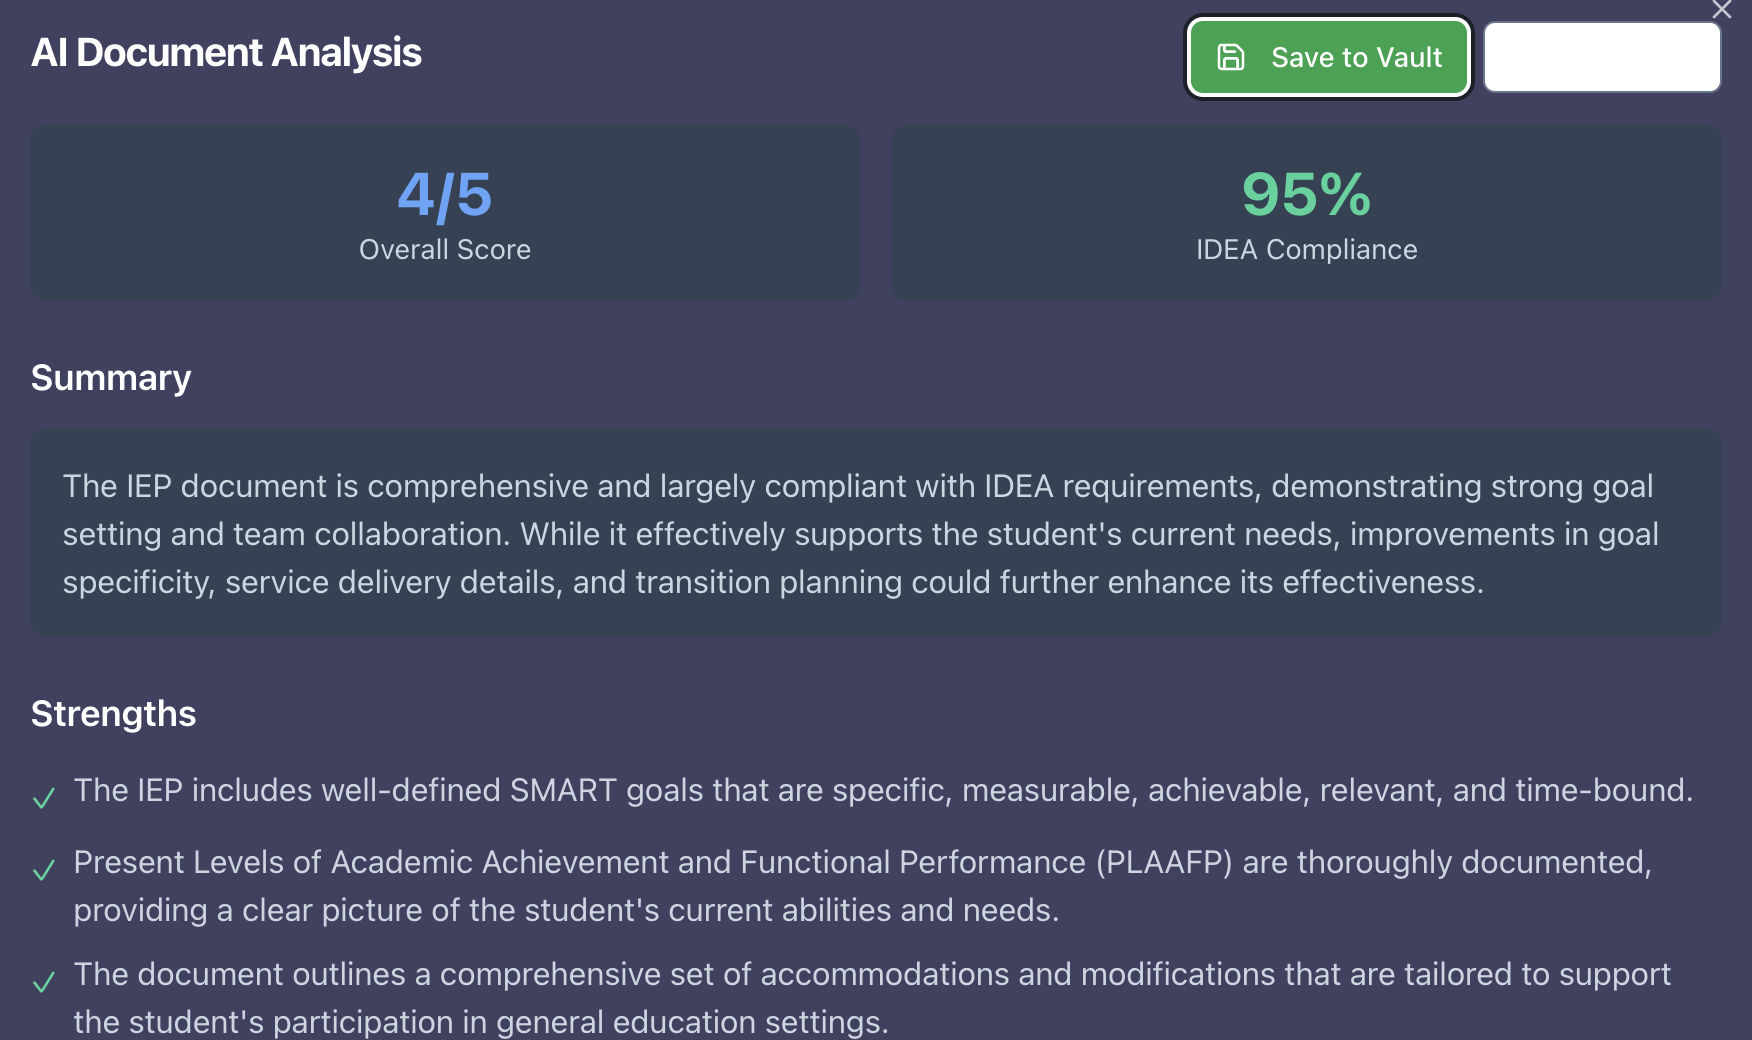 AI Document Analysis
Save to Vault
4/5
Overall Score
95%
IDEA Compliance
Summary
The IEP document is comprehensive and largely compliant with IDEA requirements, demonstrating strong goal
setting and team collaboration. While it effectively supports the student's current needs, improvements in goal
specificity, service delivery details, and transition planning could further enhance its effectiveness.
Strengths
The IEP includes well-defined SMART goals that are specific, measurable, achievable, relevant, and time-bound.
Present Levels of Academic Achievement and Functional Performance (PLAAFP) are thoroughly documented,
providing a clear picture of the student's current abilities and needs.
The document outlines a comprehensive set of accommodations and modifications that are tailored to support
the student's participation in general education settings.